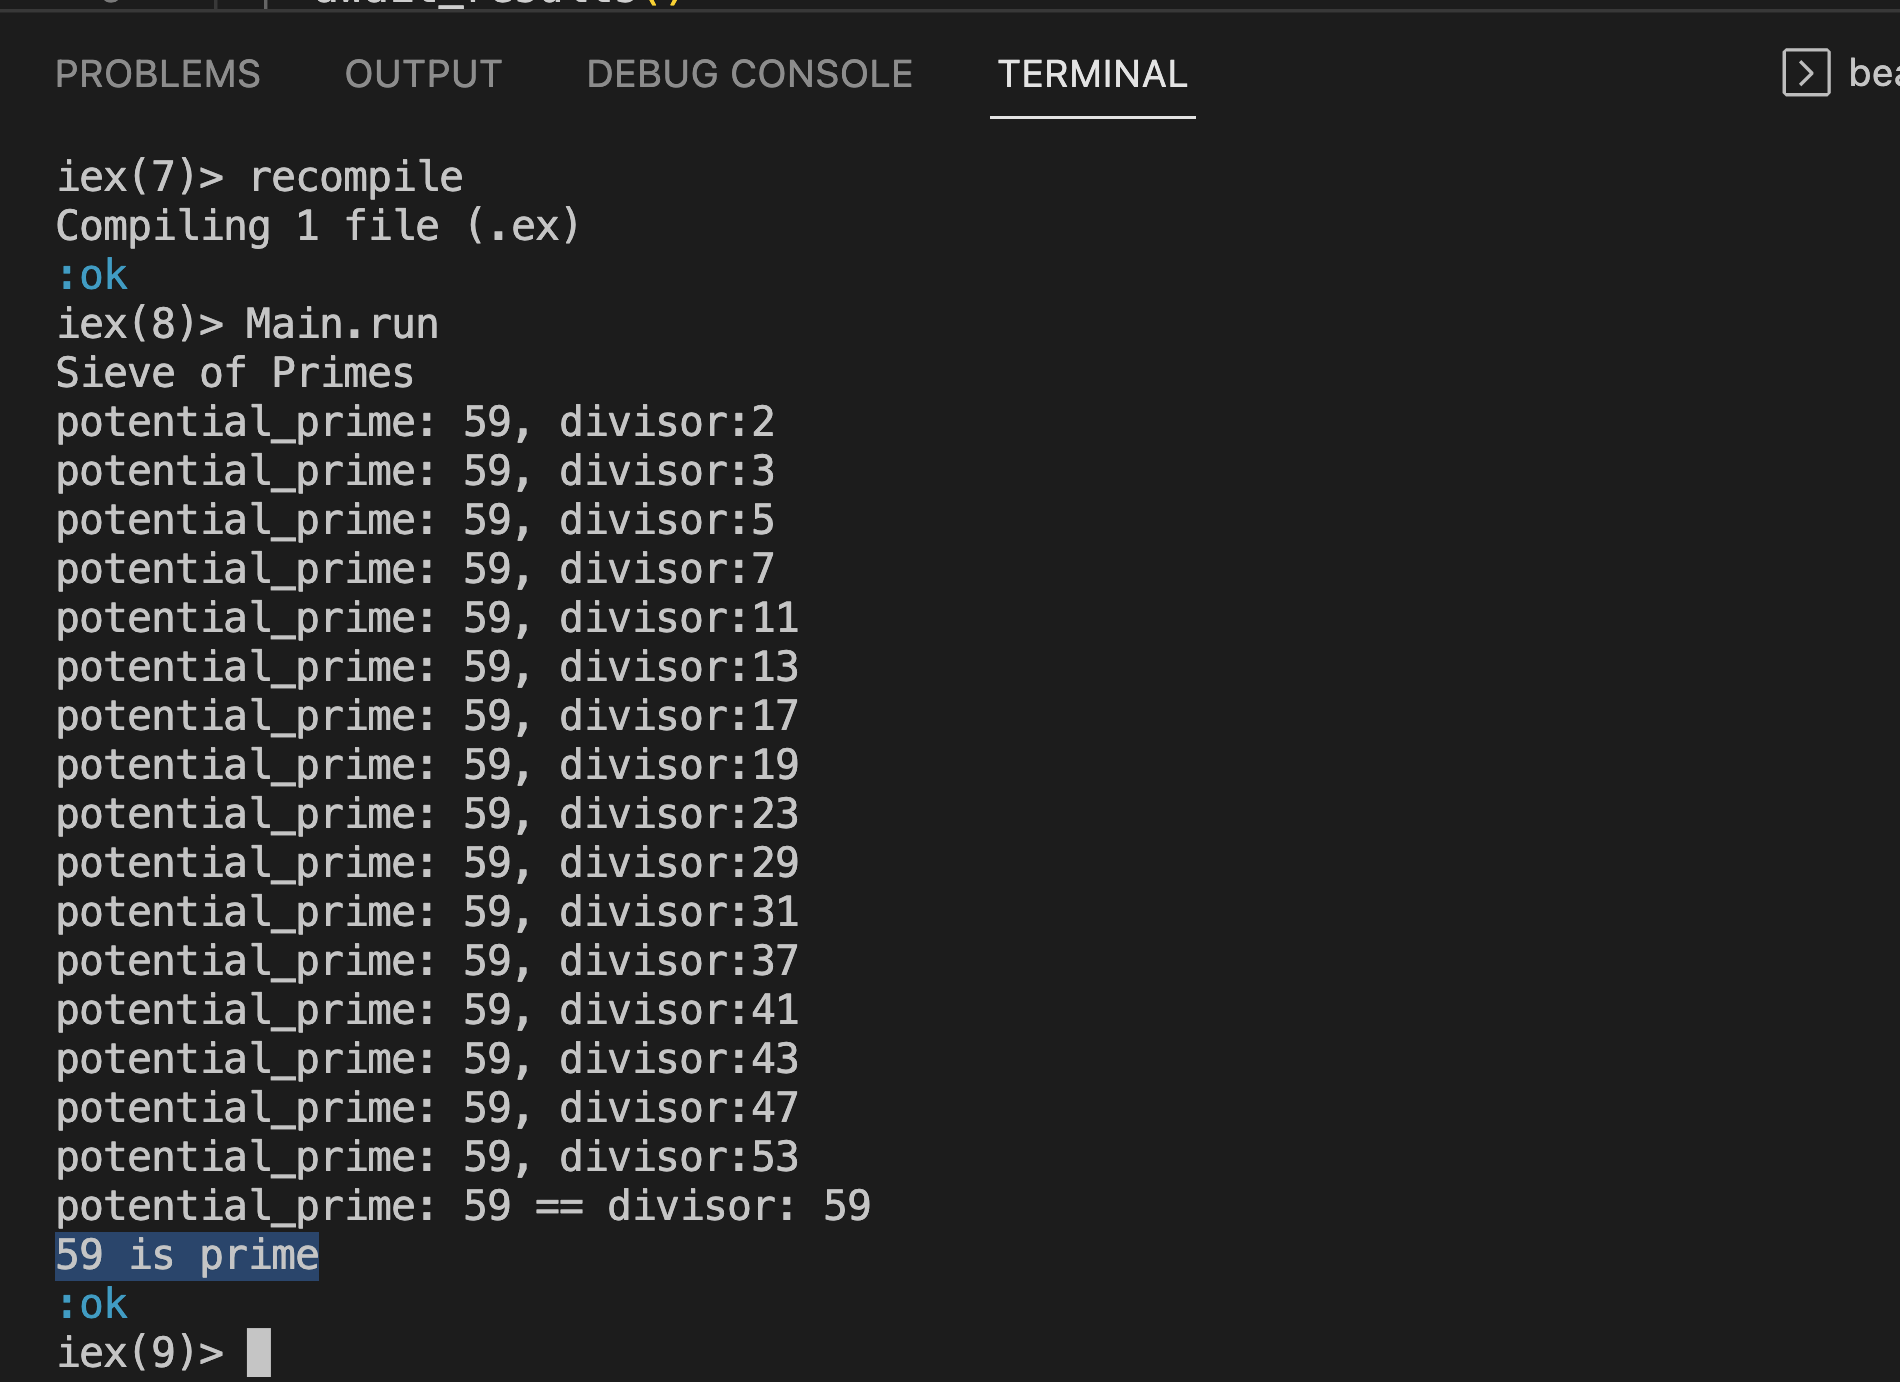 PROBLEMS OUTPUT DEBUG CONSOLE TERMINAL
iex(7)> recompile
Compiling 1 file (.ex)
:ok
iex(8)> Main.run
Sieve of Primes
potential_prime: 59, divisor:2
potential_prime: 59, divisor:3
potential_prime: 59, divisor:5
potential_prime: 59, divisor:7
potential_prime: 59, divisor:11
potential_prime: 59, divisor:13
potential_prime: 59, divisor:17
potential_prime: 59, divisor:19
potential_prime: 59, divisor:23
potential_prime: 59, divisor:29
potential_prime: 59, divisor:31
potential_prime: 59, divisor:37
potential_prime: 59, divisor:41
potential_prime: 59, divisor:43
potential_prime: 59, divisor:47
potential_prime: 59, divisor:53
potential_prime: 59 == divisor: 59
59 is prime
:ok
iex(9)>